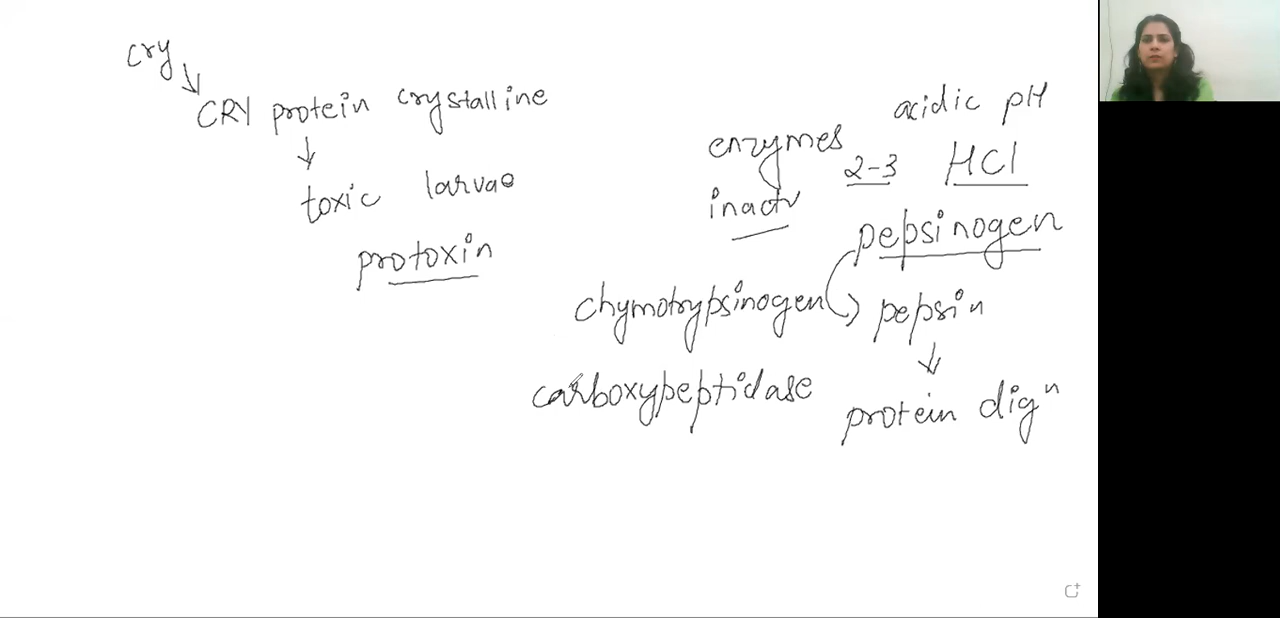 cry
CRY protein crystalline
toxic larvae
protoxin
acidic pH
enzymes 2-3 HCl
inactv
pepsinogen
chymotrypsinogen pepsin
carboxypeptidase
protein digⁿ